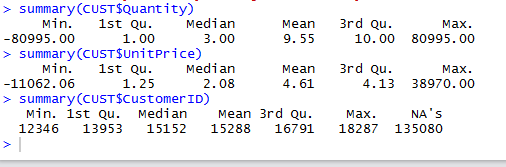 > summary(CUST$Quantity)
Min. 1st Qu. Median Mean 3rd Qu. Max.
-80995.00 1.00 3.00 9.55 10.00 80995.00
> summary(CUST$UnitPrice)
Min. 1st Qu. Median Mean 3rd Qu. Max.
-11062.06 1.25 2.08 4.61 4.13 38970.00
> summary(CUST$CustomerID)
Min. 1st Qu. Median Mean 3rd Qu. Max. NA's
12346 13953 15152 15288 16791 18287 135080
>